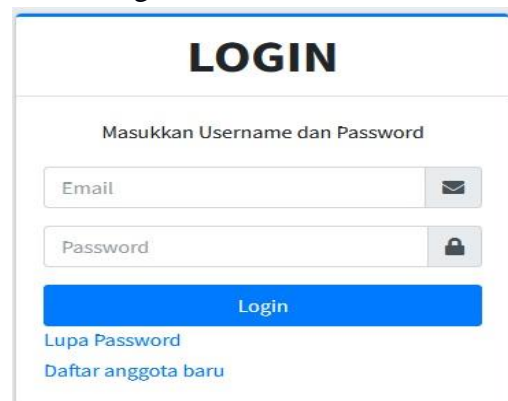 LOGIN
Masukkan Username dan Password
Email
Password
Login
Lupa Password
Daftar anggota baru